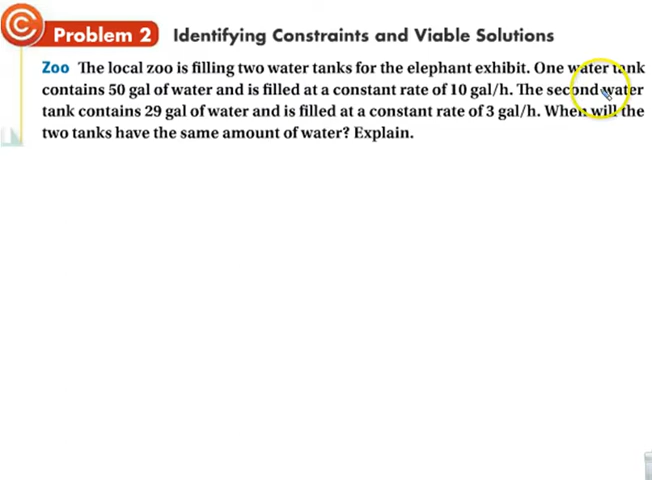 © Problem 2 Identifying Constraints and Viable Solutions
Zoo The local zoo is filling two water tanks for the elephant exhibit. One water tank
contains 50 gal of water and is filled at a constant rate of 10 gal/h. The second water
tank contains 29 gal of water and is filled at a constant rate of 3 gal/h. When will the
two tanks have the same amount of water? Explain.